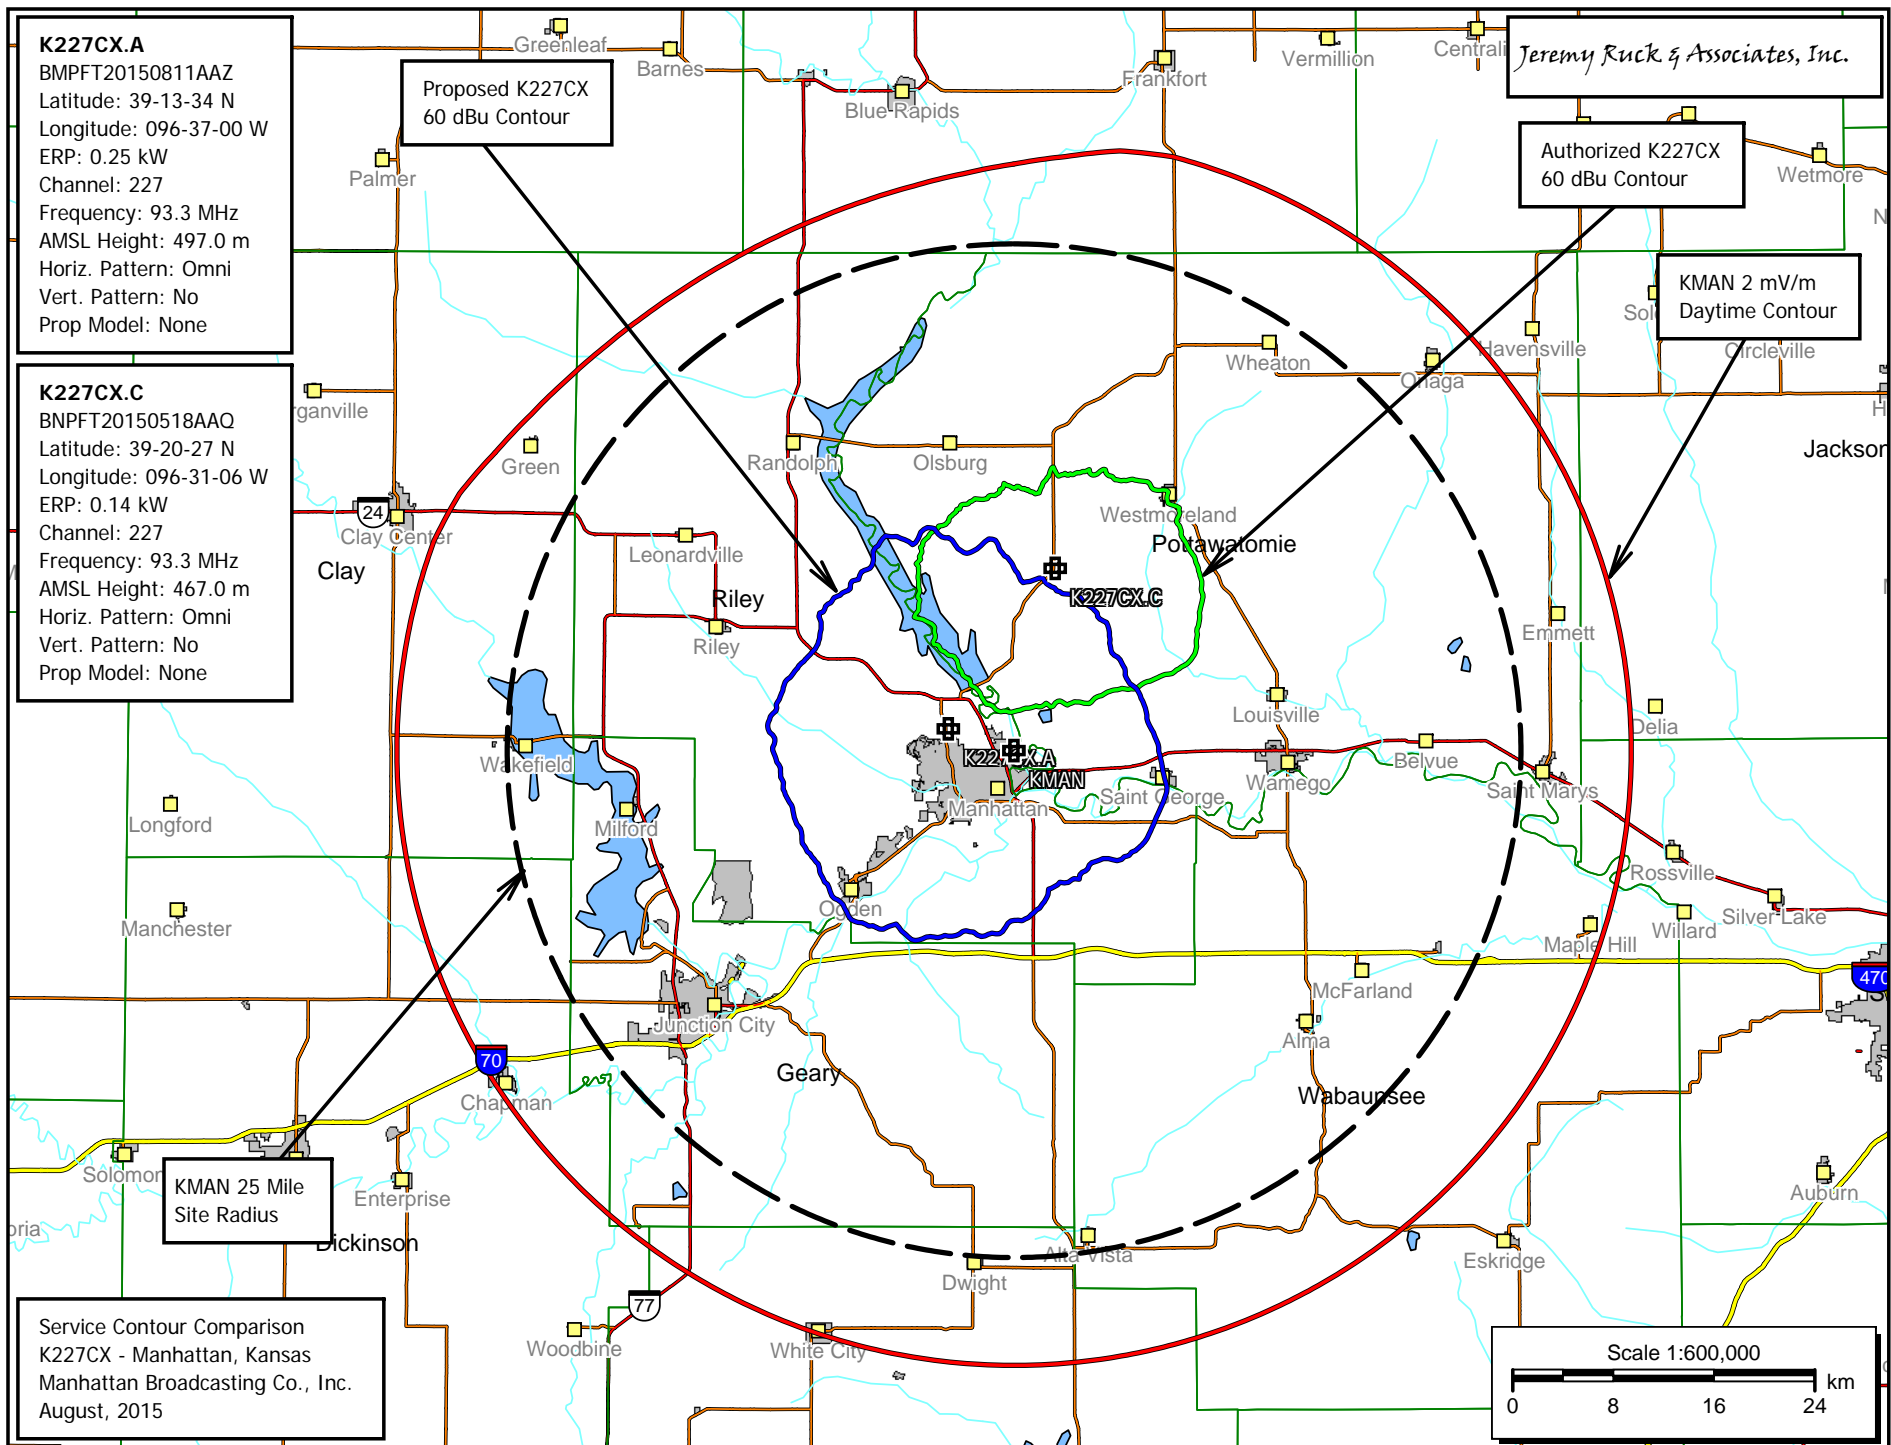 K227CX.A
BMPFT20150811AAZ
Latitude: 39-13-34 N
Longitude: 096-37-00 W
ERP: 0.25 kW
Channel: 227
Frequency: 93.3 MHz
AMSL Height: 497.0 m
Horiz. Pattern: Omni
Vert. Pattern: No
Prop Model: None
K227CX.C
BNPFT20150518AAQ
Latitude: 39-20-27 N
Longitude: 096-31-06 W
ERP: 0.14 kW
Channel: 227
Frequency: 93.3 MHz
AMSL Height: 467.0 m
Horiz. Pattern: Omni
Vert. Pattern: No
Prop Model: None
Proposed K227CX
60 dBu Contour
Jeremy Ruck & Associates, Inc.
Authorized K227CX
60 dBu Contour
KMAN 2 mV/m
Daytime Contour
Greenleaf
Barnes
Blue Rapids
Frankfort
Vermillion
Centrali
Palmer
Wetmore
Havensville
Circleville
Wheaton
Onaga
rganville
Green
Randolph
Olsburg
Jackson
24
Clay Center
Clay
Leonardville
Westmoreland
Pottawatomie
Riley
K227CX.C
Riley
Emmett
Louisville
Delia
Wakefield
K227CX.A
KMAN
Manhattan
Saint George
Wamego
Belvue
Saint Marys
Longford
Milford
Rossville
Manchester
Ogden
Maple Hill
Willard
Silver Lake
McFarland
470
Junction City
Alma
70
Chapman
Geary
Wabaunsee
Solomon
Enterprise
Auburn
KMAN 25 Mile
Site Radius
oria
Dickinson
Alta Vista
Dwight
Eskridge
77
Woodbine
White City
Service Contour Comparison
K227CX - Manhattan, Kansas
Manhattan Broadcasting Co., Inc.
August, 2015
Scale 1:600,000
km
0 8 16 24